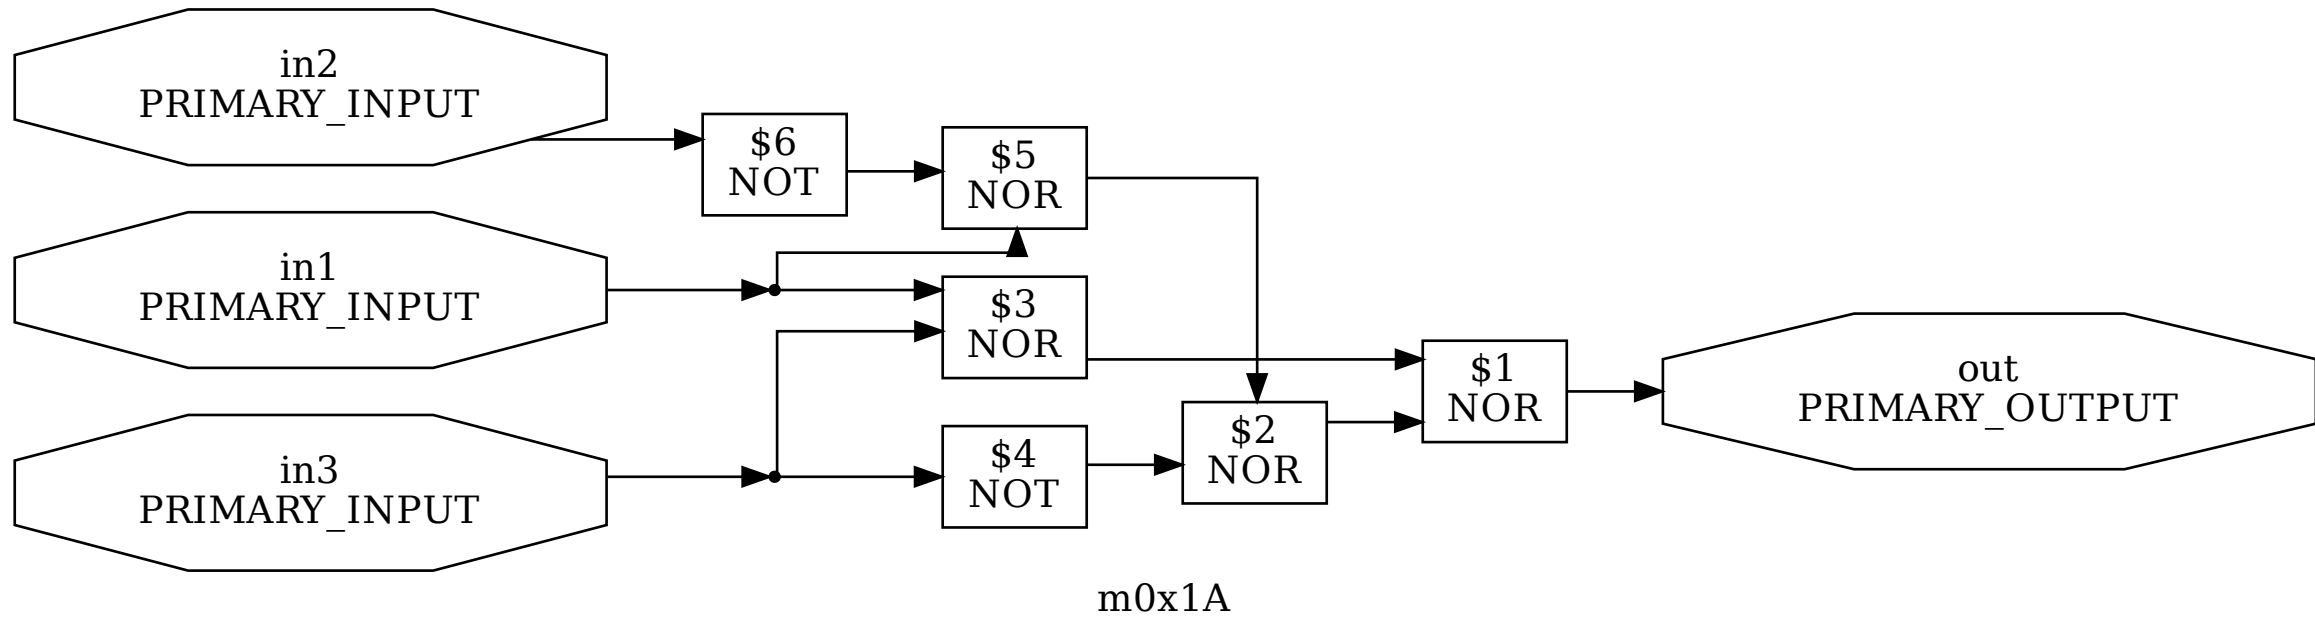 in2
PRIMARY_INPUT
$6
NOT
$5
NOR
in1
PRIMARY_INPUT
$3
NOR
in3
PRIMARY_INPUT
$4
NOT
$2
NOR
$1
NOR
out
PRIMARY_OUTPUT
m0x1A